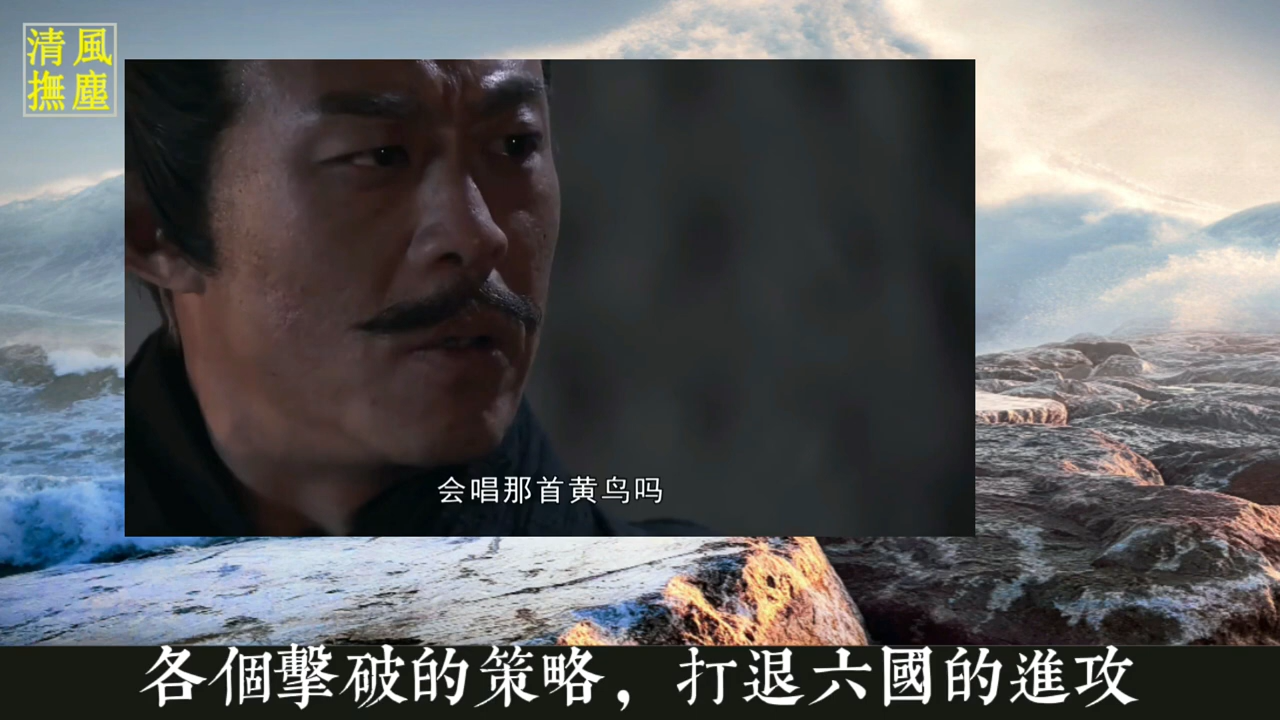 清風
撫塵
会唱那首黄鸟吗
各個擊破的策略，打退六國的進攻